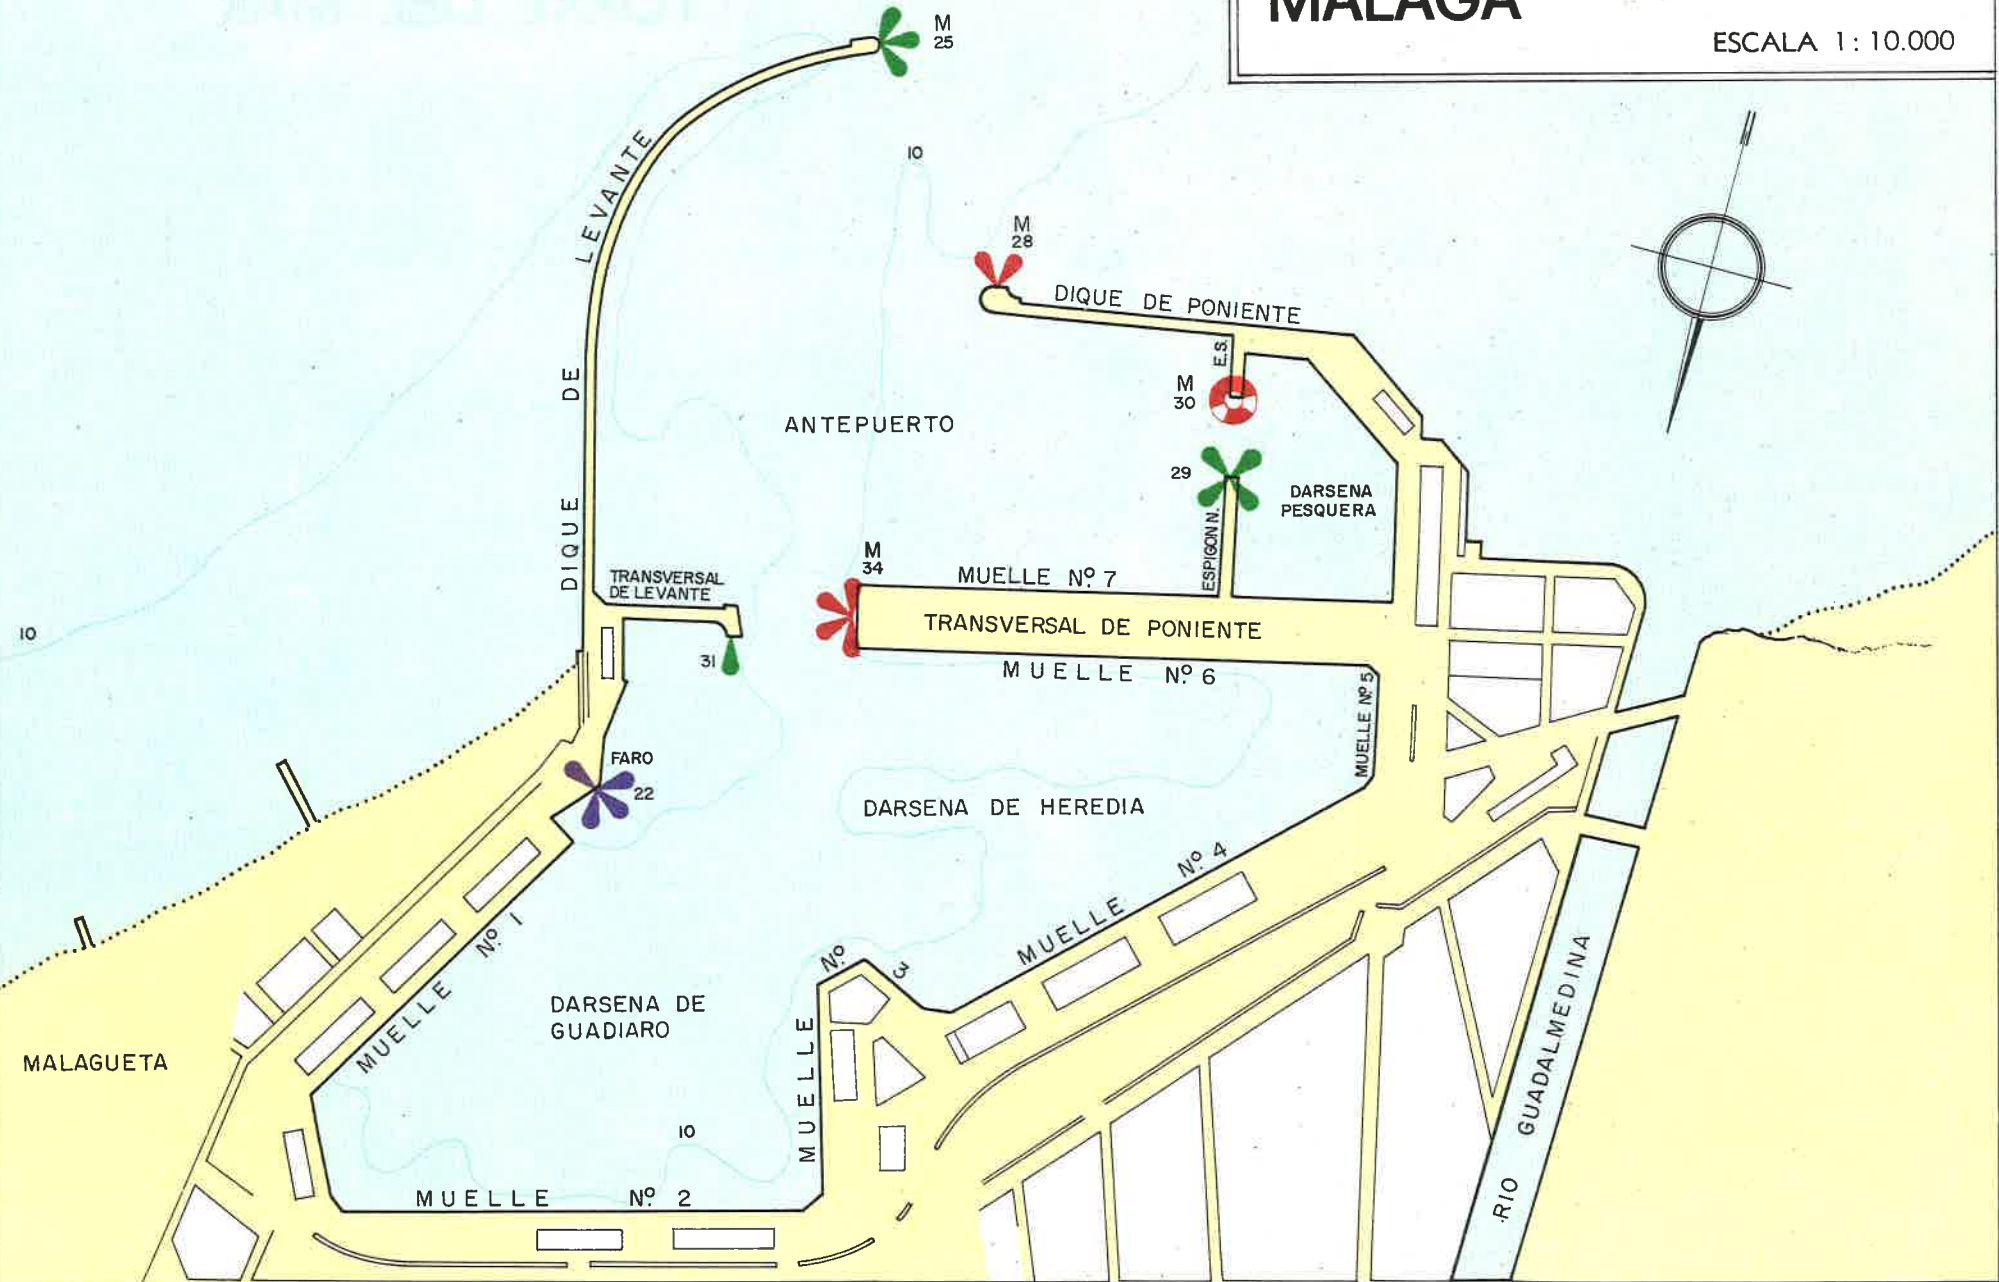 MALAGA
ESCALA 1:10.000
M
25
10
LEVANTE
M
28
DIQUE DE PONIENTE
E.S.
DE
M
30
ANTEPUERTO
29
DARSENA
PESQUERA
DIQUE
ESPIGON N.
M
34
MUELLE Nº 7
TRANSVERSAL
DE LEVANTE
TRANSVERSAL DE PONIENTE
10
31
MUELLE Nº 6
MUELLE Nº 5
FARO
22
DARSENA DE HEREDIA
MUELLE Nº 4
MUELLE Nº 1
MUELLE Nº 3
DARSENA DE
GUADIARO
MALAGUETA
RIO GUADALMEDINA
10
MUELLE Nº 2